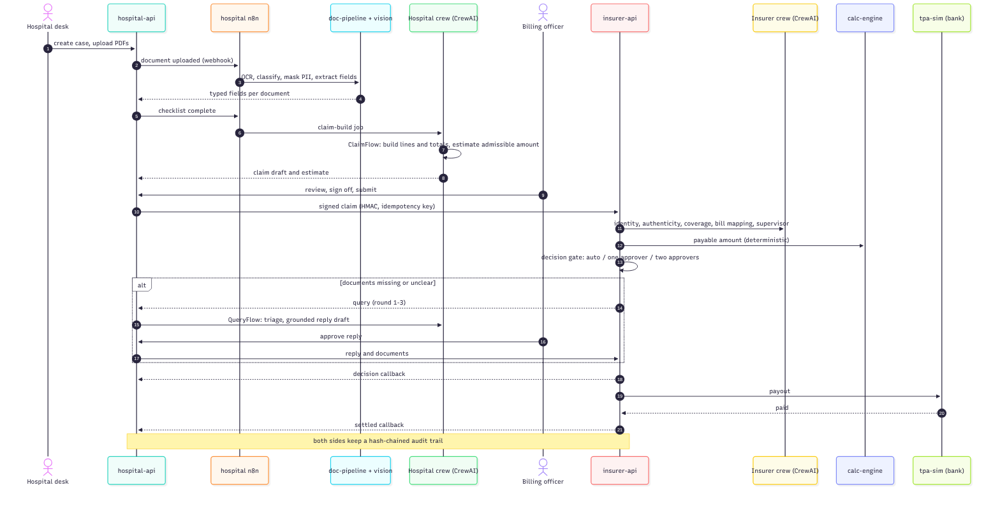 Hospital desk
hospital-api
hospital n8n
doc-pipeline + vision
Hospital crew (CrewAI)
Billing officer
insurer-api
Insurer crew (CrewAI)
calc-engine
tpa-sim (bank)
1 create case, upload PDFs
2 document uploaded (webhook)
3 OCR, classify, mask PII, extract fields
typed fields per document 4
5 checklist complete
6 claim-build job
ClaimFlow: build lines and totals, estimate admissible amount
7
claim draft and estimate 8
review, sign off, submit 9
10 signed claim (HMAC, idempotency key)
11 identity, authenticity, coverage, bill mapping, supervisor
12 payable amount (deterministic)
decision gate: auto / one approver / two approvers
13
alt [documents missing or unclear]
query (round 1-3) 14
15 QueryFlow: triage, grounded reply draft
approve reply 16
17 reply and documents
decision callback 18
19 payout
paid 20
settled callback 21
both sides keep a hash-chained audit trail
Hospital desk
hospital-api
hospital n8n
doc-pipeline + vision
Hospital crew (CrewAI)
Billing officer
insurer-api
Insurer crew (CrewAI)
calc-engine
tpa-sim (bank)